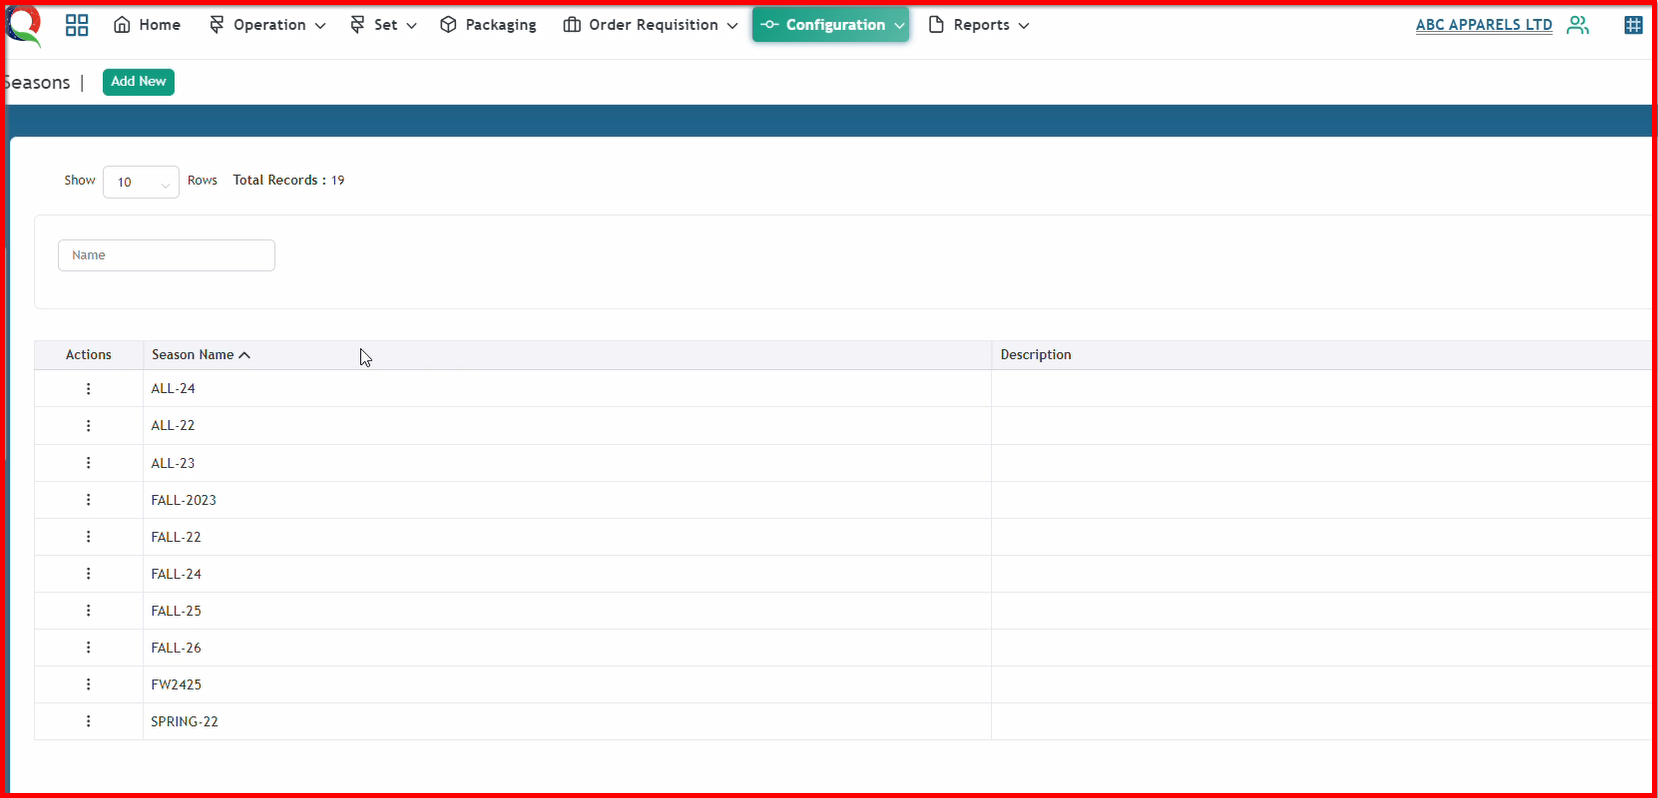 Home Operation Set Packaging Order Requisition Configuration Reports ABC APPARELS LTD
Seasons | Add New
Show 10 Rows Total Records : 19
Name
Actions Season Name Description
ALL-24
ALL-22
ALL-23
FALL-2023
FALL-22
FALL-24
FALL-25
FALL-26
FW2425
SPRING-22